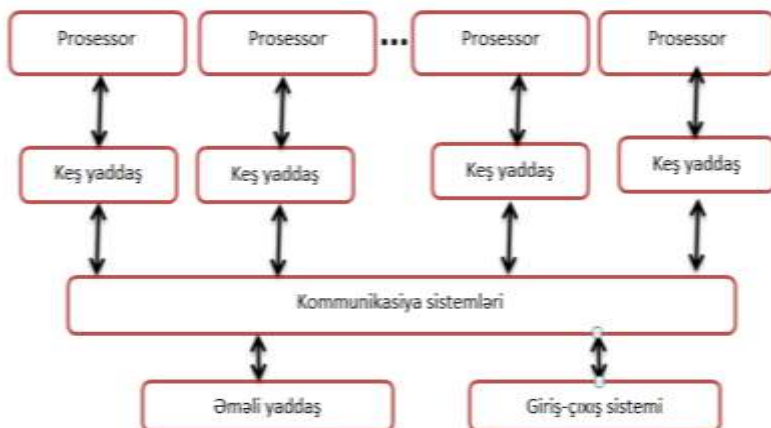 Prosessor
Prosessor
...
Prosessor
Prosessor
Keş yaddaş
Keş yaddaş
Keş yaddaş
Keş yaddaş
Kommunikasiya sistemləri
Əməli yaddaş
Giriş-çıxış sistemi